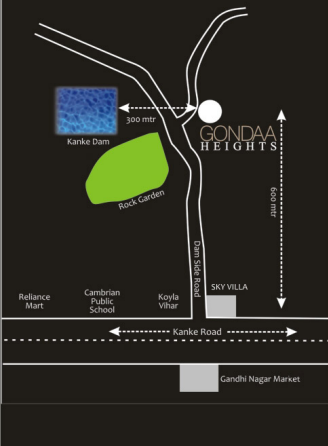 300 mtr
Kanke Dam
GONDAA
HEIGHTS
Rock Garden
600 mtr
Dam Side Road
SKY VILLA
Reliance
Mart
Cambrian
Public
School
Koyla
Vihar
Kanke Road
Gandhi Nagar Market